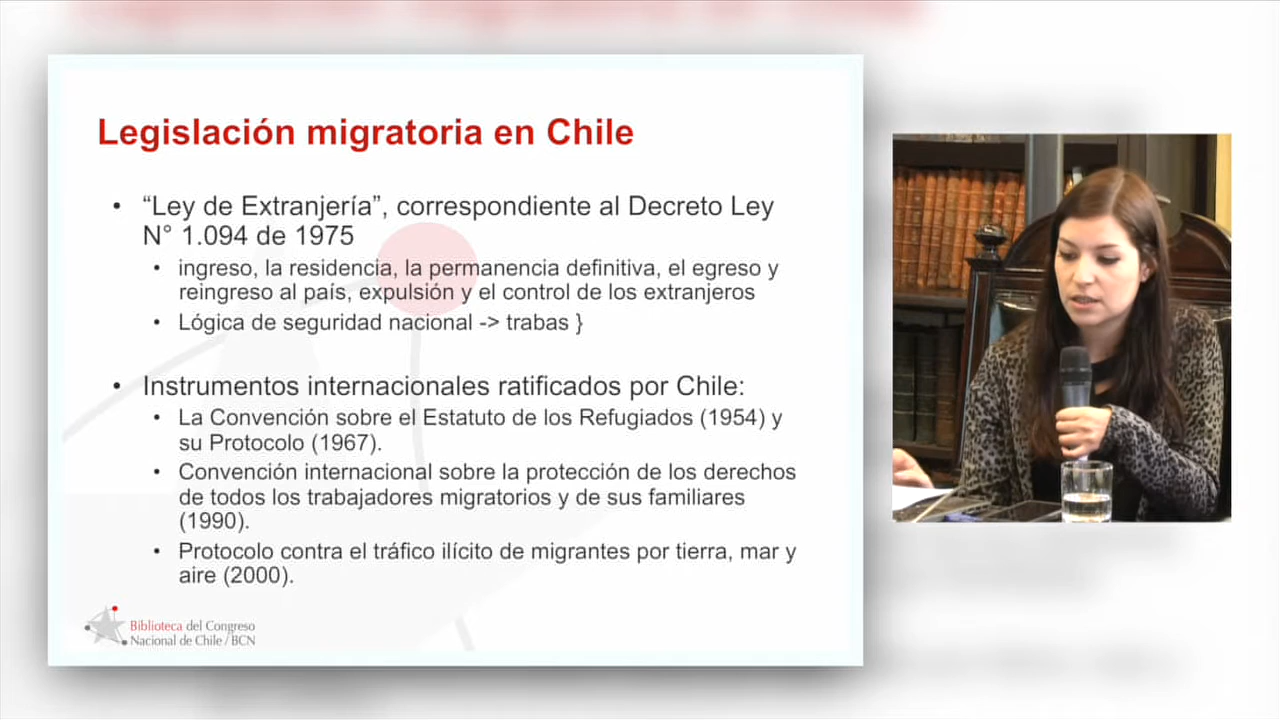 Legislación migratoria en Chile
• “Ley de Extranjería”, correspondiente al Decreto Ley
N° 1.094 de 1975
• ingreso, la residencia, la permanencia definitiva, el egreso y
reingreso al país, expulsión y el control de los extranjeros
• Lógica de seguridad nacional -> trabas }
• Instrumentos internacionales ratificados por Chile:
• La Convención sobre el Estatuto de los Refugiados (1954) y
su Protocolo (1967).
• Convención internacional sobre la protección de los derechos
de todos los trabajadores migratorios y de sus familiares
(1990).
• Protocolo contra el tráfico ilícito de migrantes por tierra, mar y
aire (2000).
Biblioteca del Congreso
Nacional de Chile / BCN